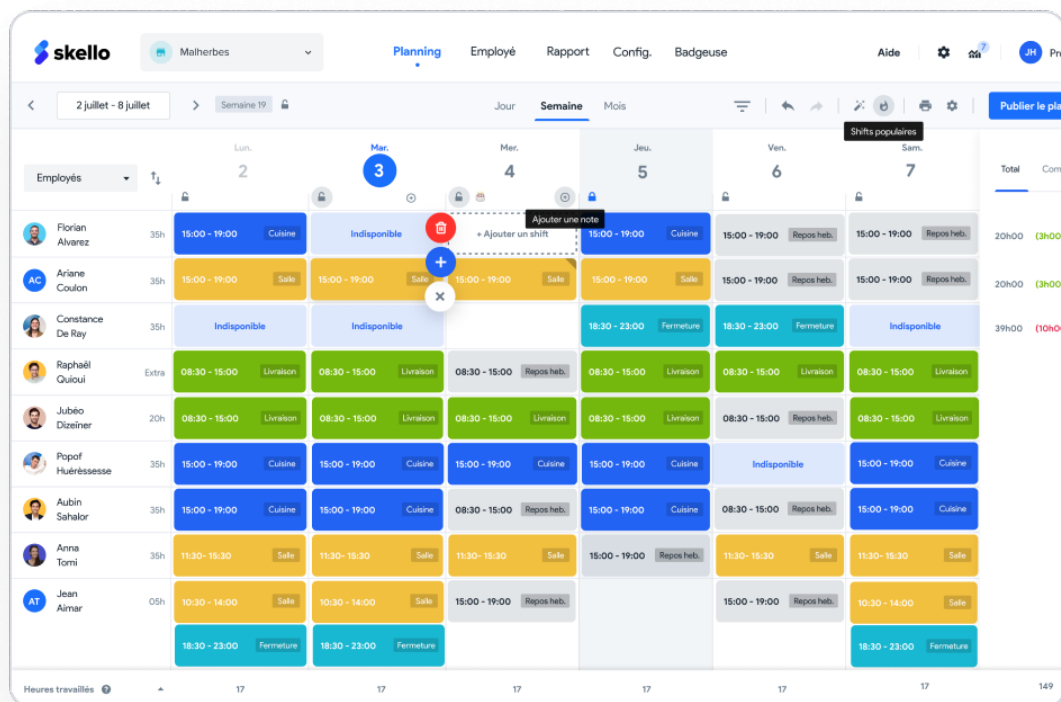 skello
Malherbes
Planning Employé Rapport Config. Badgeuse
Aide 7 JH
2 juillet - 8 juillet Semaine 19
Jour Semaine Mois
Publier le
Shifts populaires
Employés
Lun. Mar. Mer. Jeu. Ven. Sam.
2 3 4 5 6 7
Total
Ajouter une note
Florian Alvarez 35h 15:00 - 19:00 Cuisine Indisponible + Ajouter un shift 15:00 - 19:00 Cuisine 15:00 - 19:00 Repos heb. 15:00 - 19:00 Repos heb. 20h00 (3h00
AC Ariane Coulon 35h 15:00 - 19:00 Salle 15:00 - 19:00 Salle 15:00 - 19:00 Salle 15:00 - 19:00 Salle 15:00 - 19:00 Repos heb. 15:00 - 19:00 Repos heb. 20h00 (3h00
Constance De Ray 35h Indisponible Indisponible 18:30 - 23:00 Fermeture 18:30 - 23:00 Fermeture Indisponible 39h00 (10h0
Raphaël Quioui Extra 08:30 - 15:00 Livraison 08:30 - 15:00 Livraison 08:30 - 15:00 Repos heb. 08:30 - 15:00 Livraison 08:30 - 15:00 Livraison 08:30 - 15:00 Livraison
Jubéo Dizeïner 20h 08:30 - 15:00 Livraison 08:30 - 15:00 Livraison 08:30 - 15:00 Livraison 08:30 - 15:00 Livraison 08:30 - 15:00 Repos heb. 08:30 - 15:00 Livraison
Popof Huérèssesse 35h 15:00 - 19:00 Cuisine 15:00 - 19:00 Cuisine 15:00 - 19:00 Cuisine 15:00 - 19:00 Cuisine Indisponible 15:00 - 19:00 Cuisine
Aubin Sahalor 35h 15:00 - 19:00 Cuisine 15:00 - 19:00 Cuisine 08:30 - 15:00 Repos heb. 15:00 - 19:00 Cuisine 08:30 - 15:00 Repos heb. 15:00 - 19:00 Cuisine
Anna Tomi 35h 11:30- 15:30 Salle 11:30- 15:30 Salle 11:30- 15:30 Salle 15:00 - 19:00 Repos heb. 11:30- 15:30 Salle 11:30- 15:30 Salle
AT Jean Aimar 05h 10:30 - 14:00 Salle 10:30 - 14:00 Salle 15:00 - 19:00 Repos heb. 15:00 - 19:00 Repos heb. 10:30 - 14:00 Salle
18:30 - 23:00 Fermeture 18:30 - 23:00 Fermeture 18:30 - 23:00 Fermeture
Heures travaillés 17 17 17 17 17 17 149